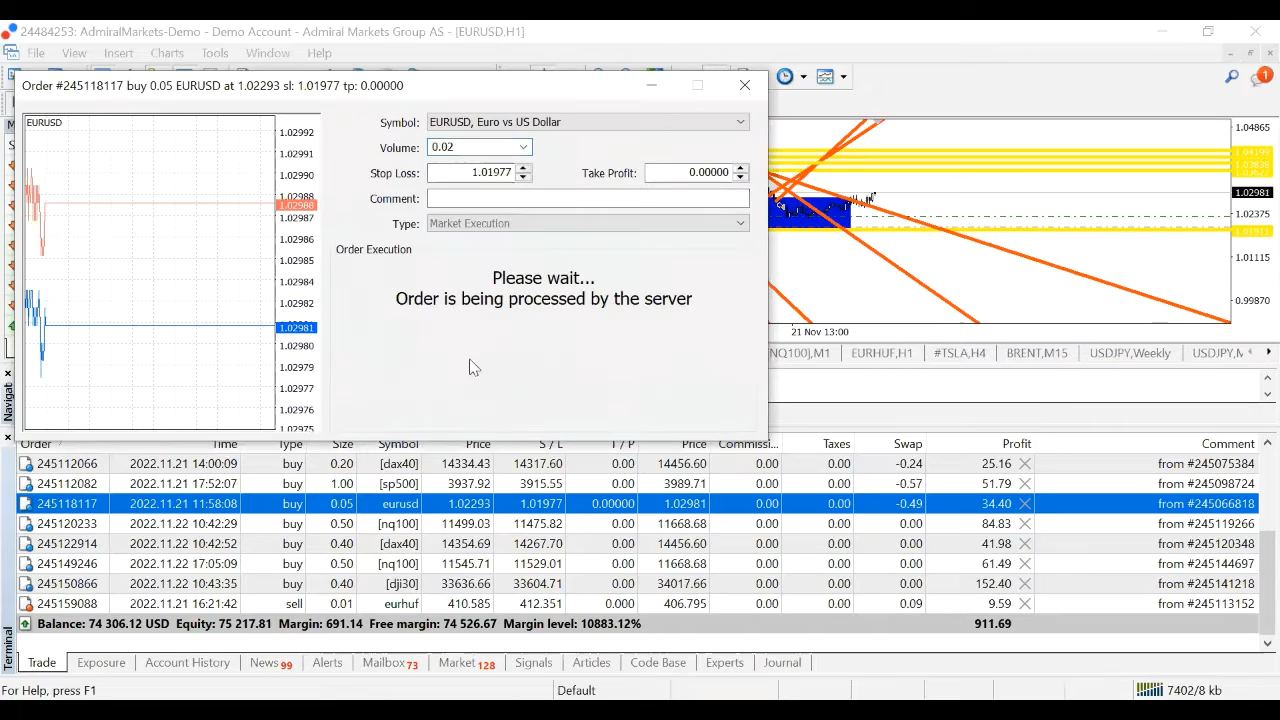 24484253: AdmiralMarkets-Demo - Demo Account - Admiral Markets Group AS - [EURUSD,H1]
File View Insert Charts Tools Window Help
1
Order #245118117 buy 0.05 EURUSD at 1.02293 sl: 1.01977 tp: 0.00000
EURUSD
1.02992
1.02991
1.02990
1.02988
1.02988
1.02987
1.02986
1.02985
1.02984
1.02982
1.02981
1.02980
1.02979
1.02978
1.02977
1.02976
1.02975
Symbol: EURUSD, Euro vs US Dollar
Volume: 0.02
Stop Loss: 1.01977 Take Profit: 0.00000
Comment:
Type: Market Execution
Order Execution
Please wait...
Order is being processed by the server
1.04865
1.04199
1.03838
1.03627
1.02981
1.02375
1.01911
1.01115
0.99870
21 Nov 13:00
NQ100],M1 EURHUF,H1 #TSLA,H4 BRENT,M15 USDJPY,Weekly USDJPY,M
Navigat
Order Time Type Size Symbol Price S / L T / P Price Commissi... Taxes Swap Profit Comment
245112066 2022.11.21 14:00:09 buy 0.20 [dax40] 14334.43 14317.60 0.00 14456.60 0.00 0.00 -0.24 25.16 from #245075384
245112082 2022.11.21 17:52:07 buy 1.00 [sp500] 3937.92 3915.55 0.00 3989.71 0.00 0.00 -0.57 51.79 from #245098724
245118117 2022.11.21 11:58:08 buy 0.05 eurusd 1.02293 1.01977 0.00000 1.02981 0.00 0.00 -0.49 34.40 from #245066818
245120233 2022.11.22 10:42:29 buy 0.50 [nq100] 11499.03 11475.82 0.00 11668.68 0.00 0.00 0.00 84.83 from #245119266
245122914 2022.11.22 10:42:52 buy 0.40 [dax40] 14354.69 14267.70 0.00 14456.60 0.00 0.00 0.00 41.98 from #245120348
245149246 2022.11.22 17:05:09 buy 0.50 [nq100] 11545.71 11529.01 0.00 11668.68 0.00 0.00 0.00 61.49 from #245144697
245150866 2022.11.22 10:43:35 buy 0.40 [dji30] 33636.66 33604.71 0.00 34017.66 0.00 0.00 0.00 152.40 from #245141218
245159088 2022.11.21 16:21:42 sell 0.01 eurhuf 410.585 412.351 0.000 406.795 0.00 0.00 0.09 9.59 from #245113152
Balance: 74 306.12 USD Equity: 75 217.81 Margin: 691.14 Free margin: 74 526.67 Margin level: 10883.12% 911.69
Terminal
Trade Exposure Account History News 99 Alerts Mailbox 73 Market 128 Signals Articles Code Base Experts Journal
For Help, press F1 Default 7402/8 kb